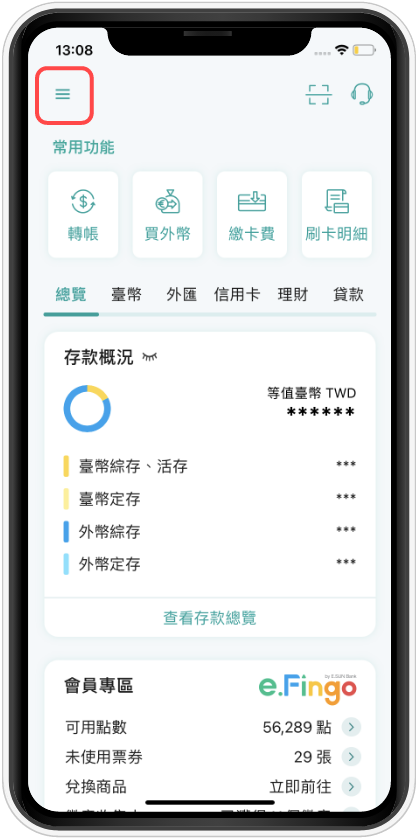 13:08
常用功能
轉帳 買外幣 繳卡費 刷卡明細
總覽 臺幣 外匯 信用卡 理財 貸款
存款概況
等值臺幣 TWD
******
臺幣綜存、活存 ***
臺幣定存 ***
外幣綜存 ***
外幣定存 ***
查看存款總覽
會員專區
by E.SUN Bank
e.Fingo
可用點數 56,289 點
未使用票券 29 張
兌換商品 立即前往